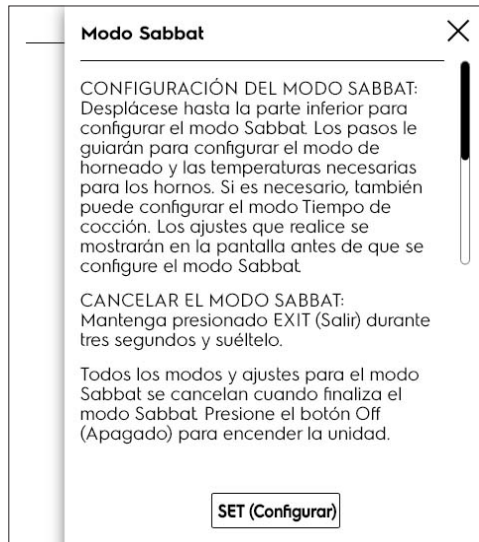 Modo Sabbat
CONFIGURACIÓN DEL MODO SABBAT:
Desplácese hasta la parte inferior para
configurar el modo Sabbat. Los pasos le
guiarán para configurar el modo de
horneado y las temperaturas necesarias
para los hornos. Si es necesario, también
puede configurar el modo Tiempo de
cocción. Los ajustes que realice se
mostrarán en la pantalla antes de que se
configure el modo Sabbat.
CANCELAR EL MODO SABBAT:
Mantenga presionado EXIT (Salir) durante
tres segundos y suéltelo.
Todos los modos y ajustes para el modo
Sabbat se cancelan cuando finaliza el
modo Sabbat. Presione el botón Off
(Apagado) para encender la unidad.
SET (Configurar)